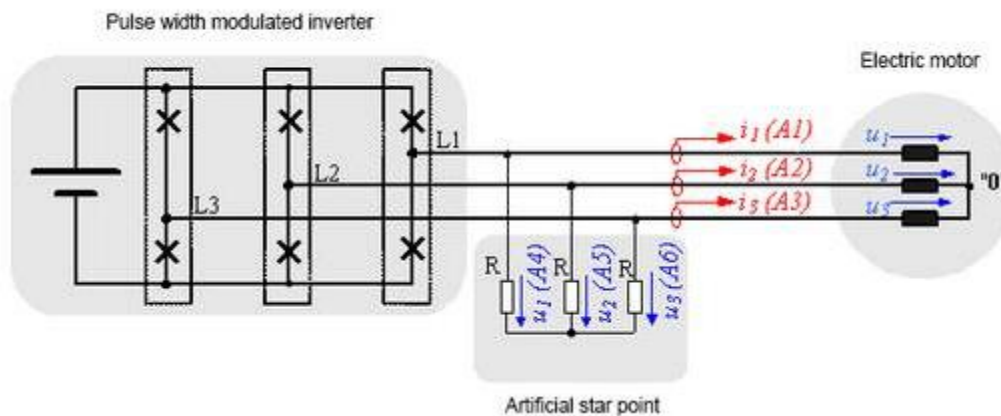 Pulse width modulated inverter
Electric motor
L1
L2
L3
i1 (A1)
i2 (A2)
i3 (A3)
u1
u2
u3
"0
R
R
R
u1 (A4)
u2 (A5)
u3 (A6)
Artificial star point